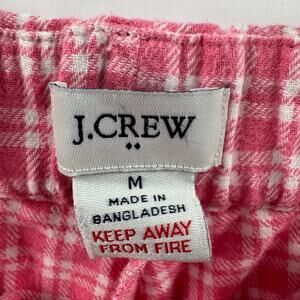 J.CREW
M
MADE IN
BANGLADESH
KEEP AWAY
FROM FIRE